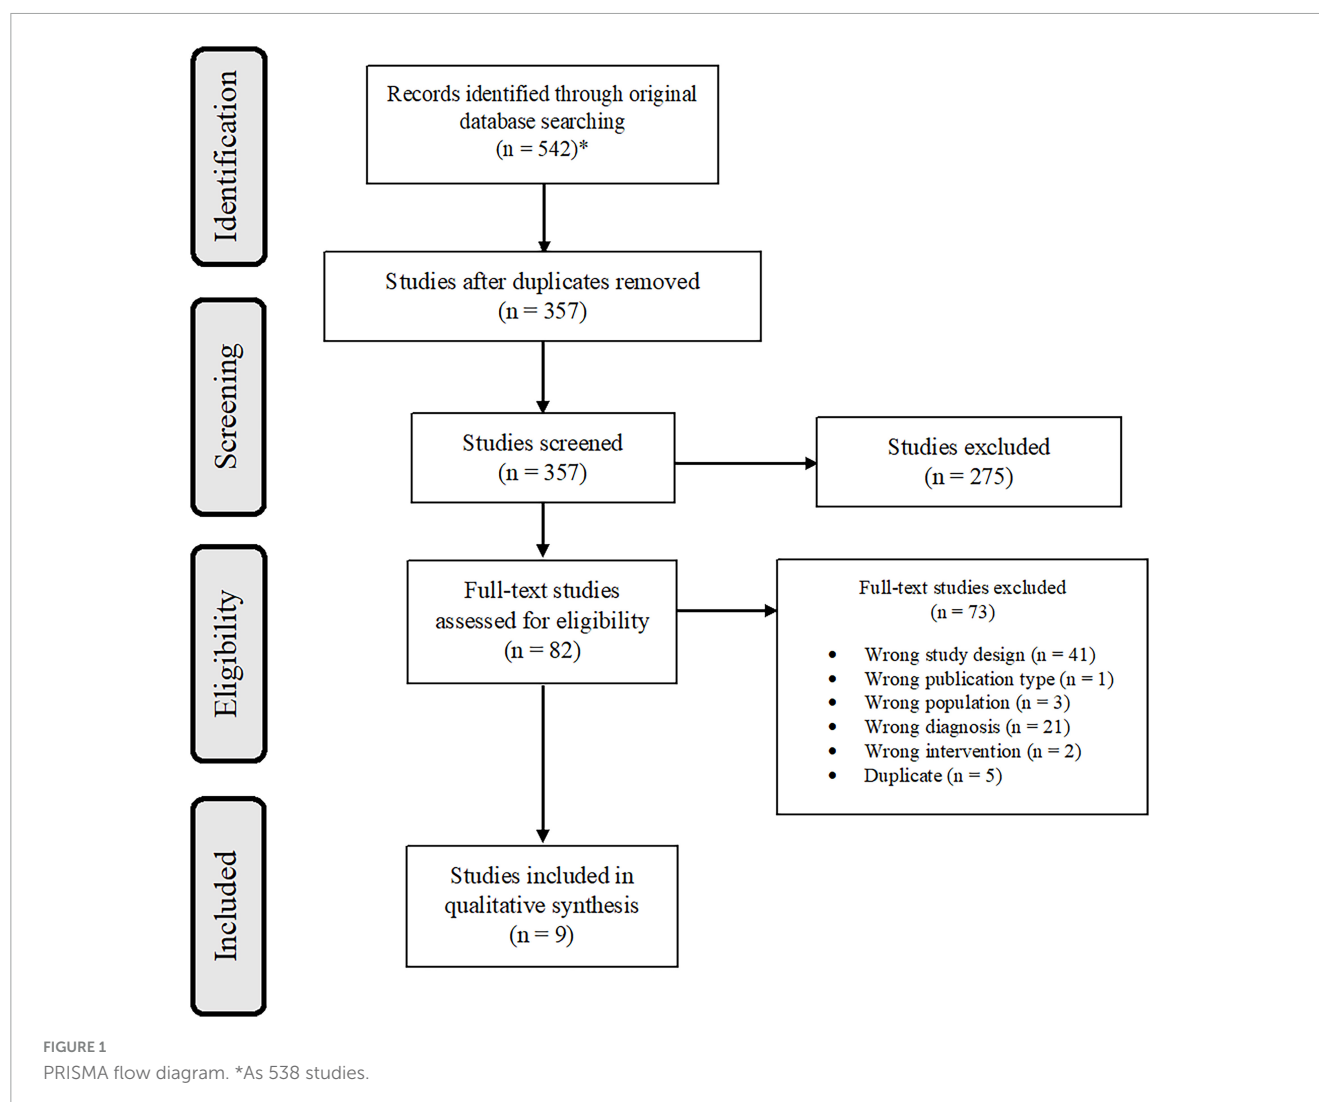 Identification
Records identified through original
database searching
(n = 542)*
Studies after duplicates removed
(n = 357)
Screening
Studies screened
(n = 357)
Studies excluded
(n = 275)
Eligibility
Full-text studies
assessed for eligibility
(n = 82)
Full-text studies excluded
(n = 73)
• Wrong study design (n = 41)
• Wrong publication type (n = 1)
• Wrong population (n = 3)
• Wrong diagnosis (n = 21)
• Wrong intervention (n = 2)
• Duplicate (n = 5)
Included
Studies included in
qualitative synthesis
(n = 9)
FIGURE 1
PRISMA flow diagram. *As 538 studies.